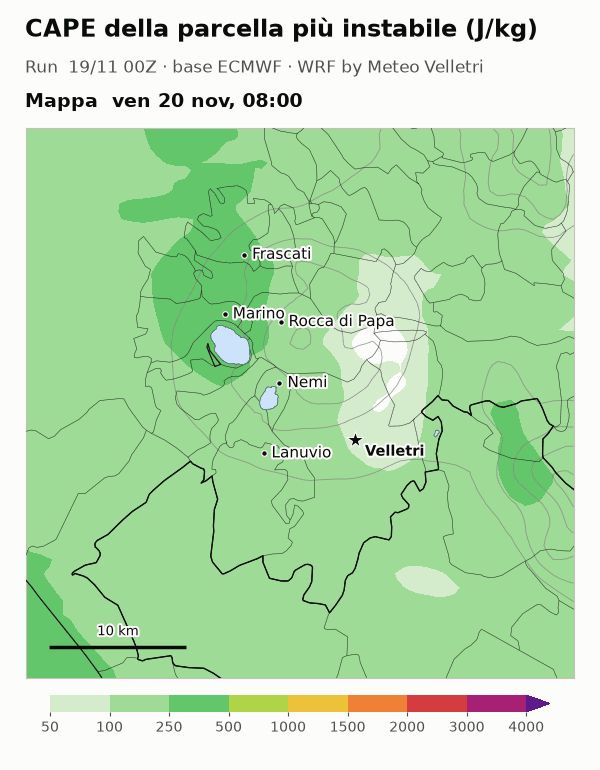 CAPE della parcella più instabile (J/kg)
Run  19/11 00Z · base ECMWF · WRF by Meteo Velletri
Mappa  ven 20 nov, 08:00
Frascati
Marino
Rocca di Papa
Nemi
Velletri
Lanuvio
10 km
50 100 250 500 1000 1500 2000 3000 4000